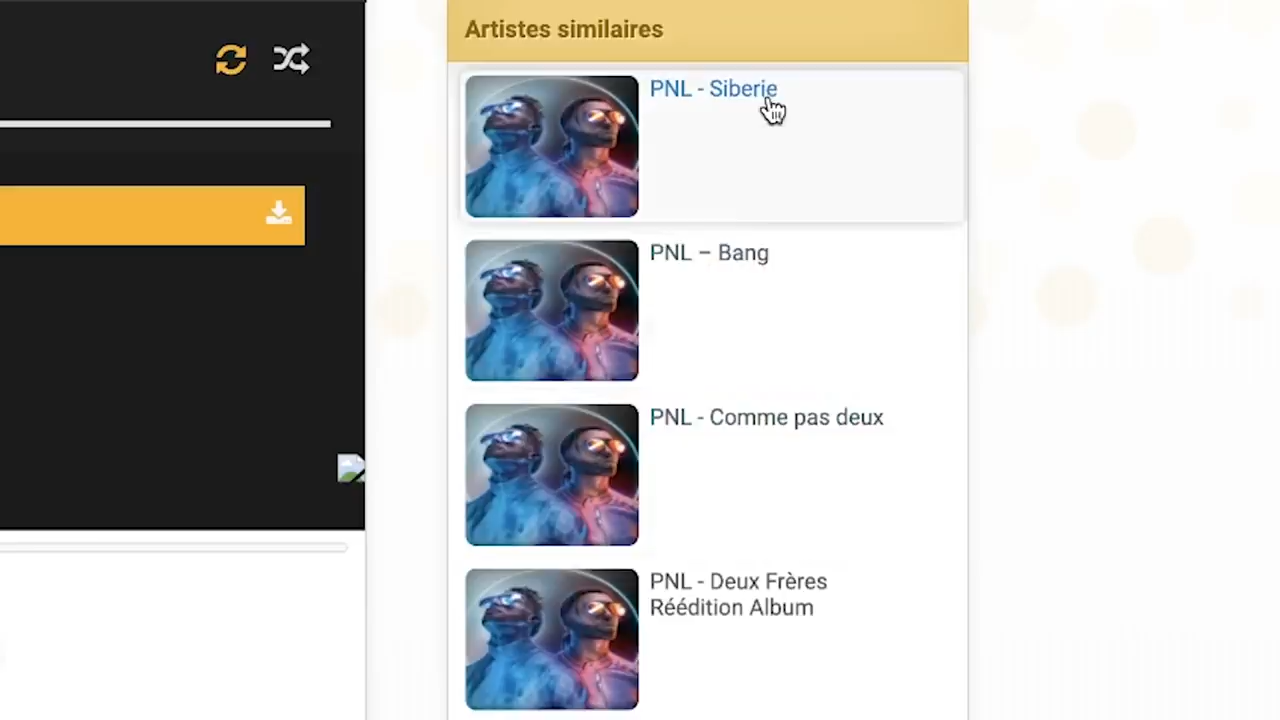 Artistes similaires
PNL - Siberie
PNL – Bang
PNL - Comme pas deux
PNL - Deux Frères
Réédition Album